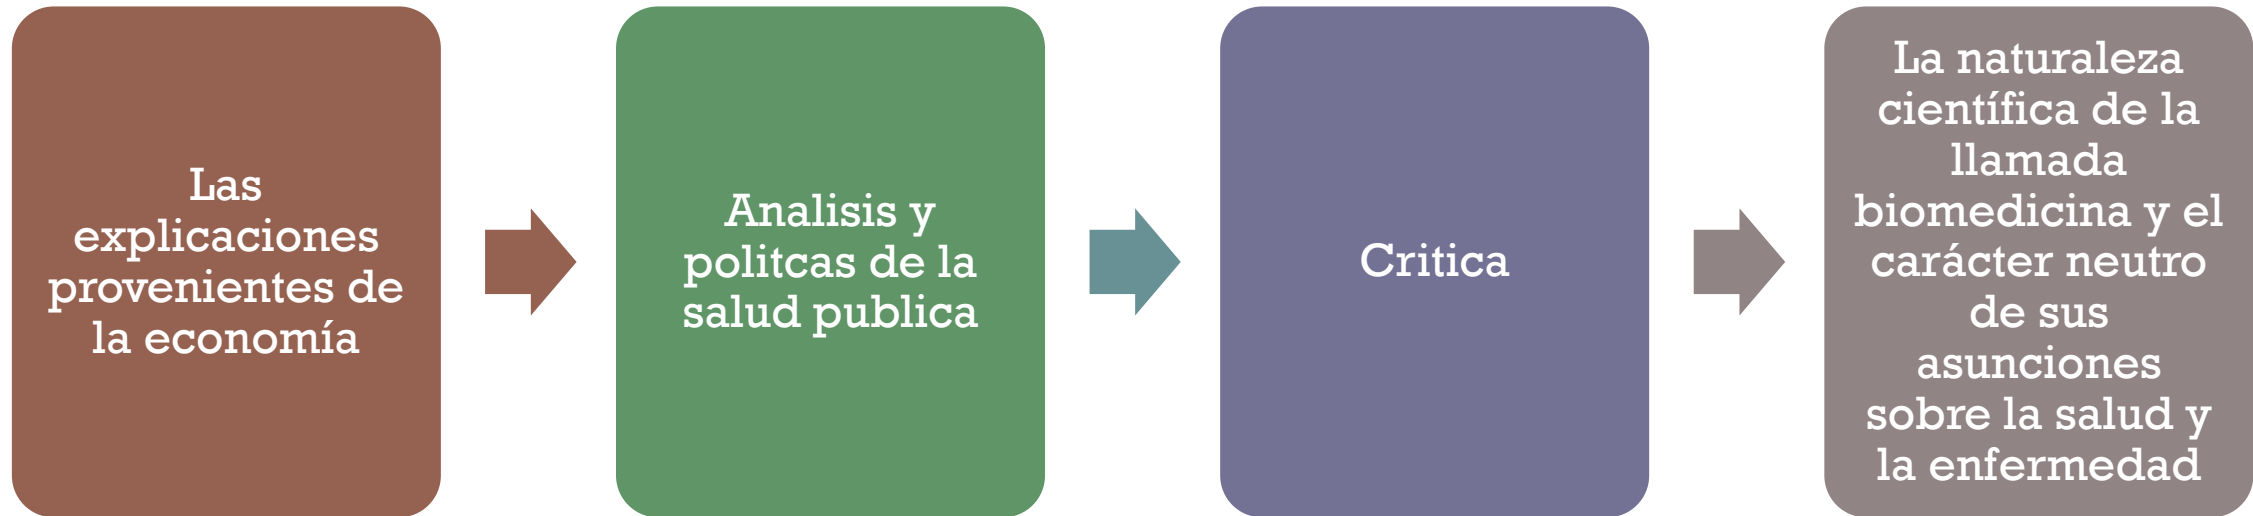 Las
explicaciones
provenientes de
la economía
Analisis y
politcas de la
salud publica
Critica
La naturaleza
científica de la
llamada
biomedicina y el
carácter neutro
de sus
asunciones
sobre la salud y
la enfermedad